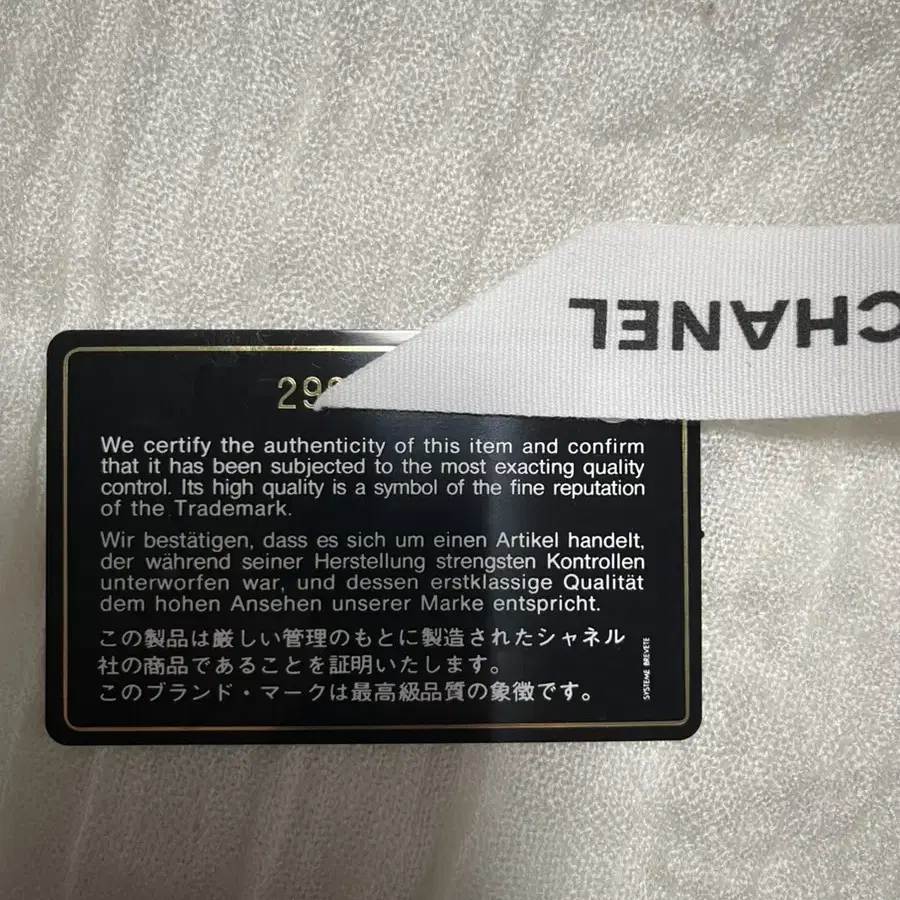 CHANEL
29
We certify the authenticity of this item and confirm
that it has been subjected to the most exacting quality
control. Its high quality is a symbol of the fine reputation
of the Trademark.
Wir bestätigen, dass es sich um einen Artikel handelt,
der während seiner Herstellung strengsten Kontrollen
unterworfen war, und dessen erstklassige Qualität
dem hohen Ansehen unserer Marke entspricht.
この製品は厳しい管理のもとに製造されたシャネル
社の商品であることを証明いたします。
このブランド・マークは最高級品質の象徴です。
SYSTEME BREVETE